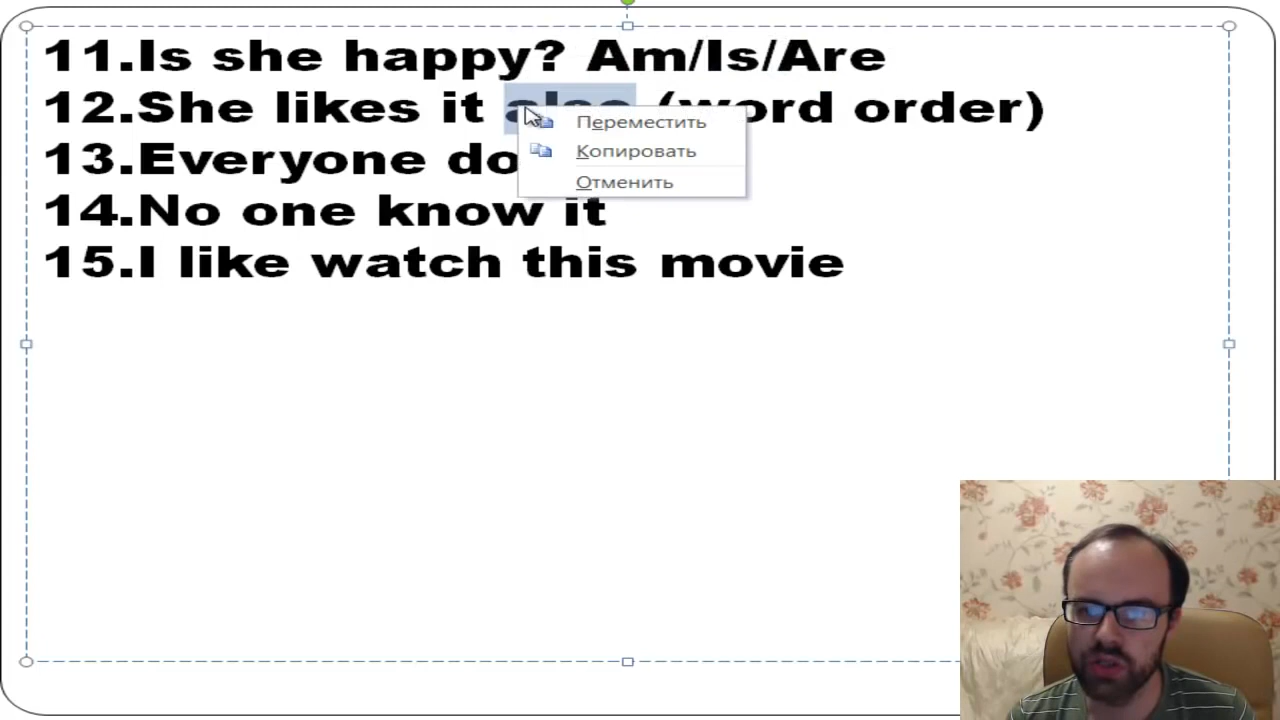 11.Is she happy? Am/Is/Are
12.She likes it also (word order)
Переместить
Копировать
Отменить
13.Everyone do
14.No one know it
15.I like watch this movie